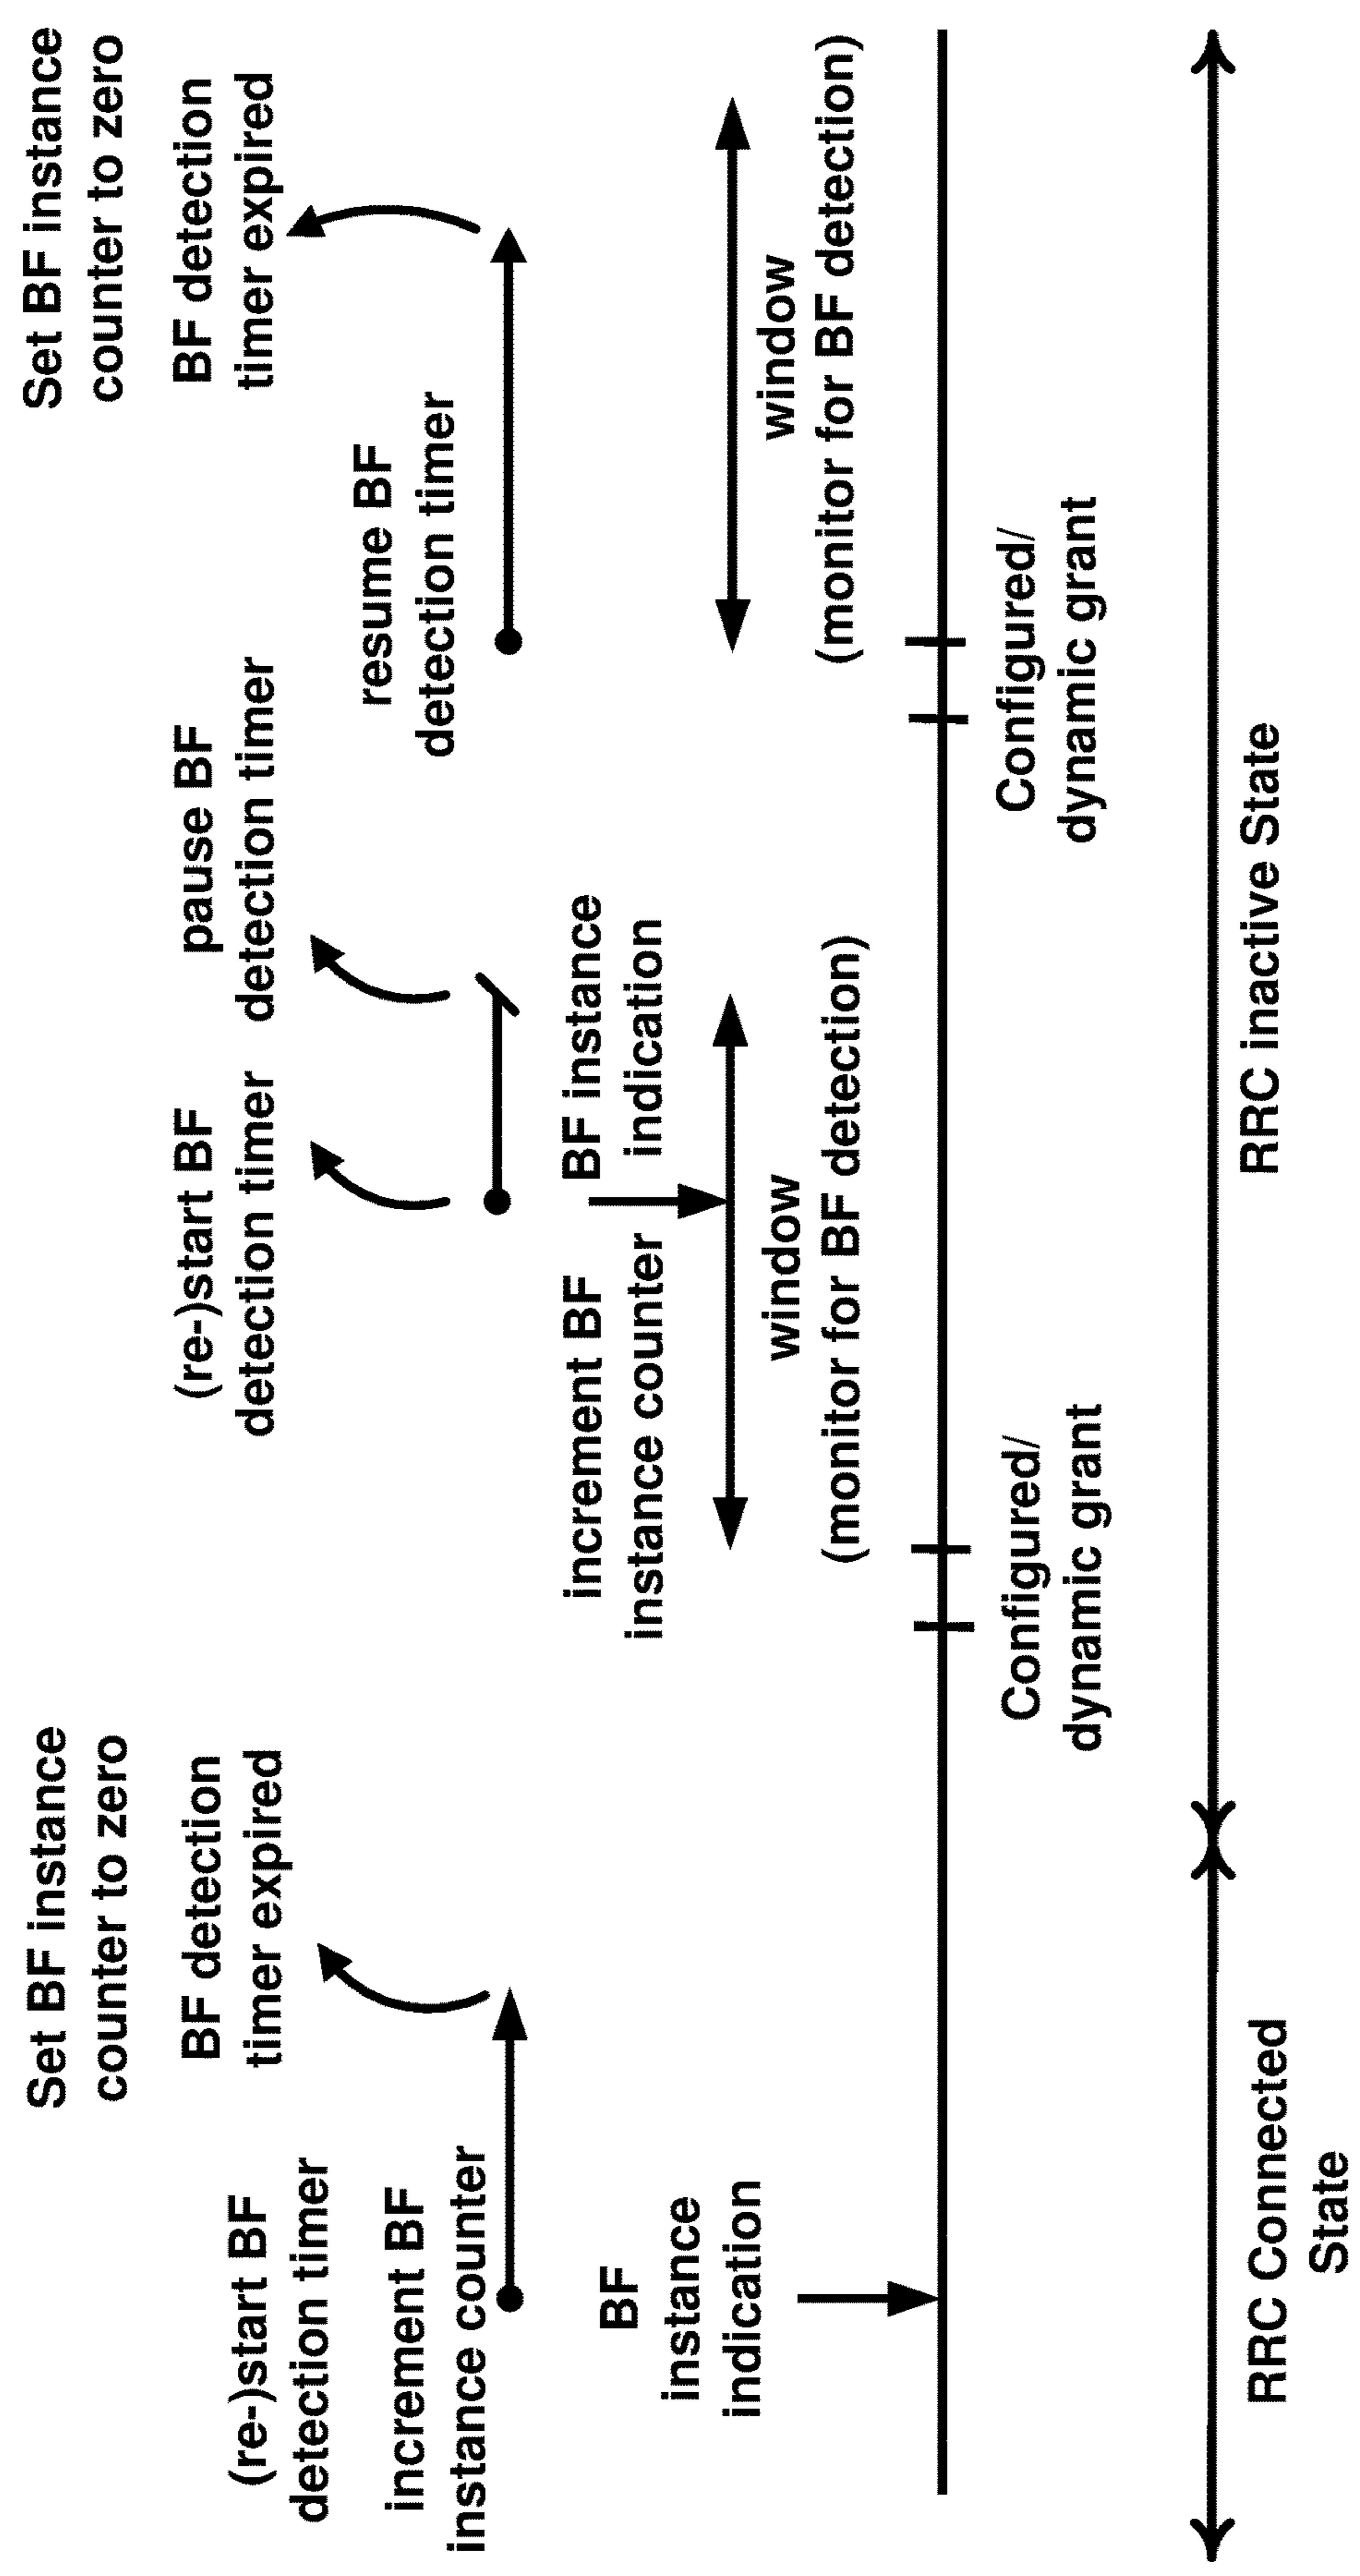 Set BF instance
counter to zero
BF detection
timer expired
(re-)start BF
detection timer
increment BF
instance counter
BF
instance
indication
(re-)start BF
detection timer
pause BF
detection timer
increment BF
instance counter
BF instance
indication
window
(monitor for BF detection)
Configured/
dynamic grant
Set BF instance
counter to zero
BF detection
timer expired
resume BF
detection timer
window
(monitor for BF detection)
Configured/
dynamic grant
RRC Connected
State
RRC inactive State